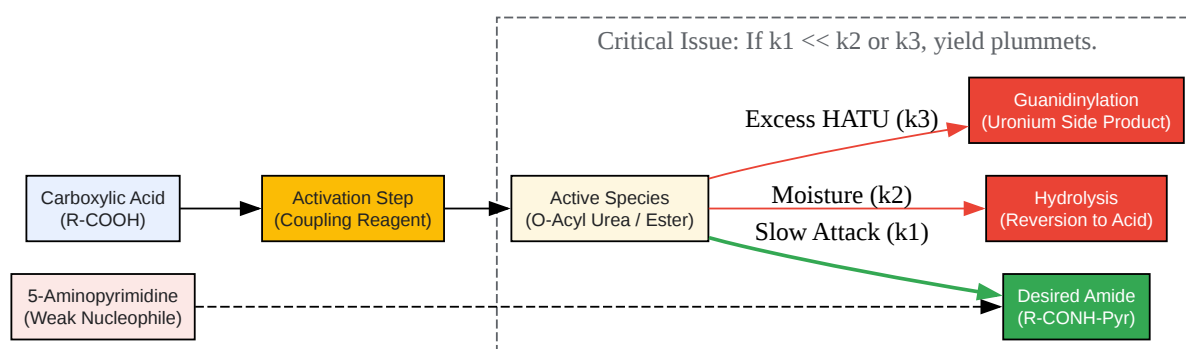 Critical Issue: If k1 << k2 or k3, yield plummets.
Guanidinylation
(Uronium Side Product)
Excess HATU (k3)
Carboxylic Acid
(R-COOH)
Activation Step
(Coupling Reagent)
Active Species
(O-Acyl Urea / Ester)
Moisture (k2)
Hydrolysis
(Reversion to Acid)
Slow Attack (k1)
5-Aminopyrimidine
(Weak Nucleophile)
Desired Amide
(R-CONH-Pyr)